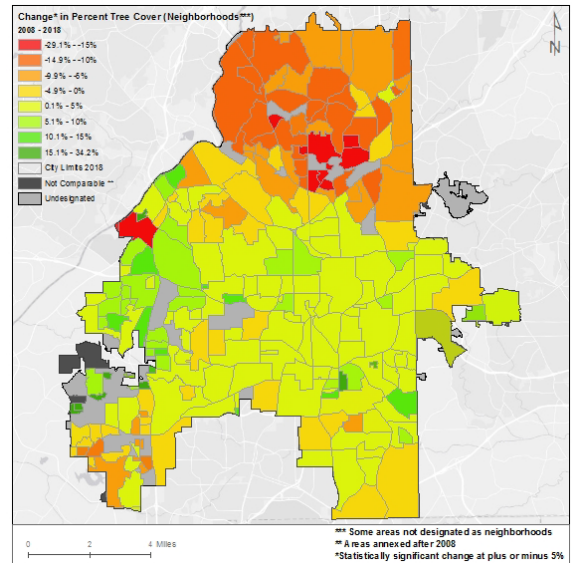 Change* in Percent Tree Cover (Neighborhoods***)
2008 - 2018
-29.1% - -15%
-14.9% - -10%
-9.9% - -6%
-4.9% - 0%
0.1% - 5%
5.1% - 10%
10.1% - 15%
15.1% - 34.2%
City Limits 2018
Not Comparable **
Undesignated
N
0 2 4 Miles
*** Some areas not designated as neighborhoods
** Areas annexed after 2008
*Statistically significant change at plus or minus 5%